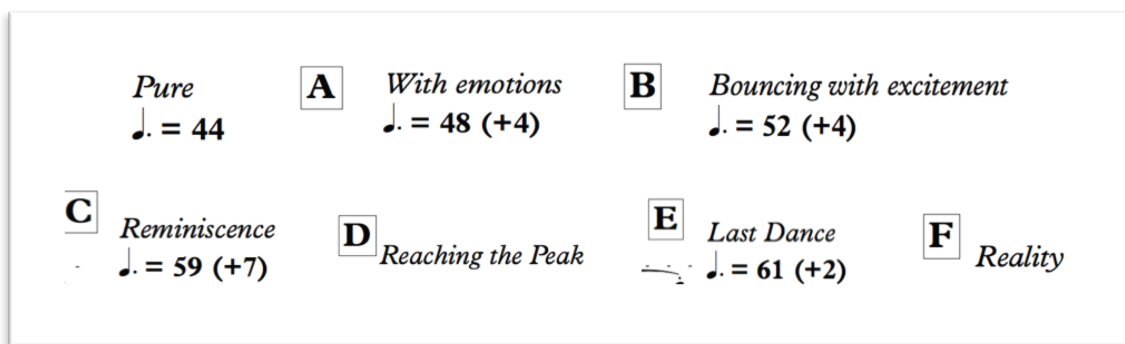 Pure
♩. = 44
A
With emotions
♩. = 48 (+4)
B
Bouncing with excitement
♩. = 52 (+4)
C
Reminiscence
♩. = 59 (+7)
D
Reaching the Peak
E
Last Dance
♩. = 61 (+2)
F
Reality